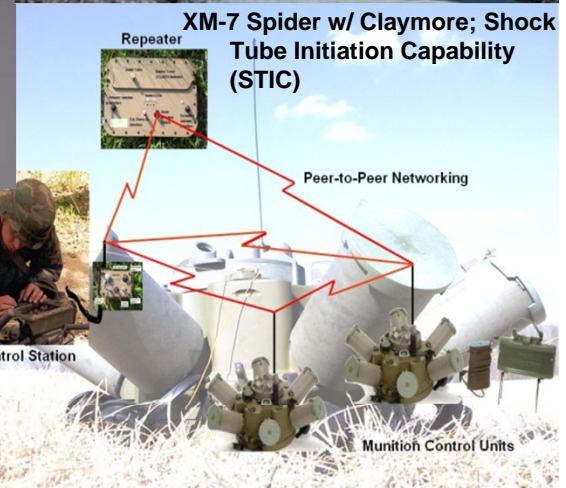 XM-7 Spider w/ Claymore; Shock
Tube Initiation Capability
(STIC)
Repeater
Peer-to-Peer Networking
trol Station
Munition Control Units